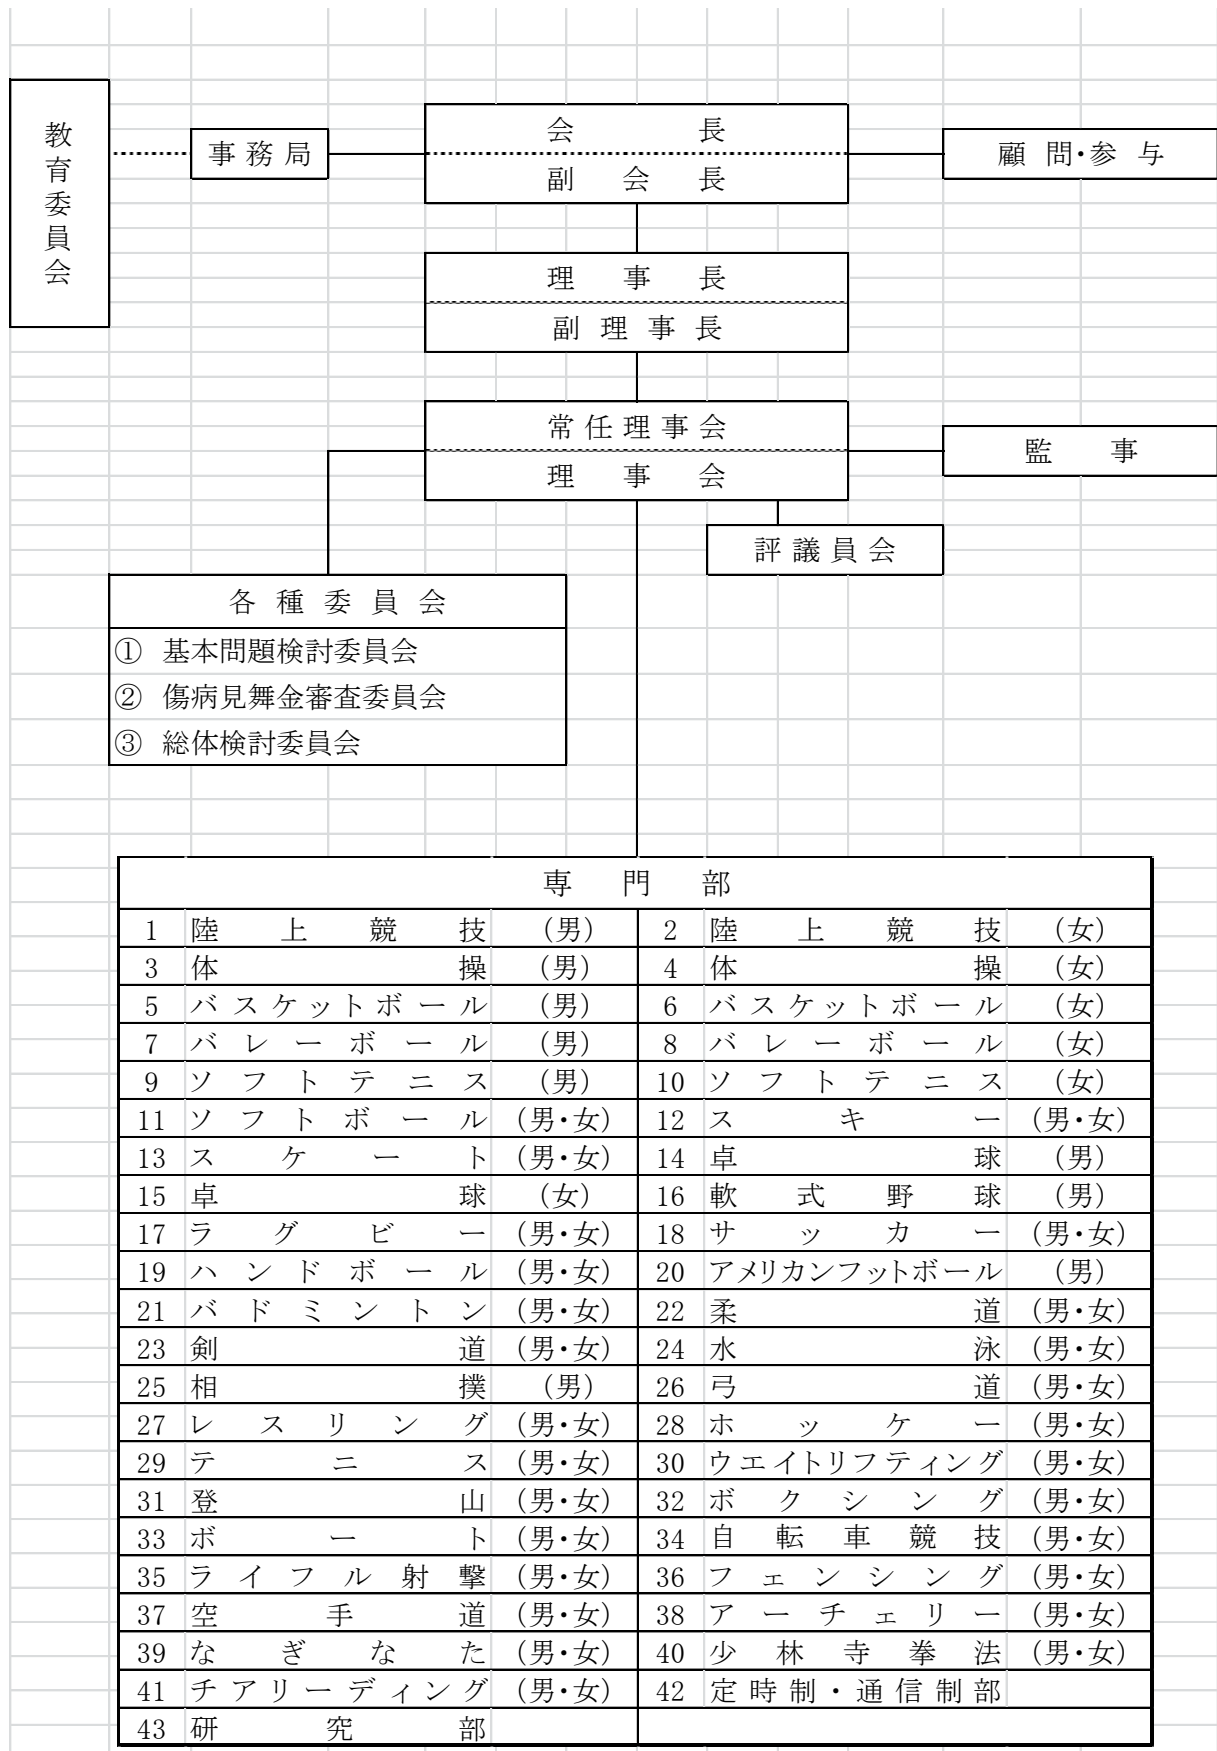 教育委員会
事務局
会長
副会長
顧問・参与
理事長
副理事長
常任理事会
理事会
監事
評議員会
各種委員会
① 基本問題検討委員会
② 傷病見舞金審査委員会
③ 総体検討委員会
専門部
1 陸上競技 (男) 2 陸上競技 (女)
3 体操 (男) 4 体操 (女)
5 バスケットボール (男) 6 バスケットボール (女)
7 バレーボール (男) 8 バレーボール (女)
9 ソフトテニス (男) 10 ソフトテニス (女)
11 ソフトボール (男・女) 12 スキー (男・女)
13 スケート (男・女) 14 卓球 (男)
15 卓球 (女) 16 軟式野球 (男)
17 ラグビー (男・女) 18 サッカー (男・女)
19 ハンドボール (男・女) 20 アメリカンフットボール (男)
21 バドミントン (男・女) 22 柔道 (男・女)
23 剣道 (男・女) 24 水泳 (男・女)
25 相撲 (男) 26 弓道 (男・女)
27 レスリング (男・女) 28 ホッケー (男・女)
29 テニス (男・女) 30 ウエイトリフティング (男・女)
31 登山 (男・女) 32 ボクシング (男・女)
33 ボート (男・女) 34 自転車競技 (男・女)
35 ライフル射撃 (男・女) 36 フェンシング (男・女)
37 空手道 (男・女) 38 アーチェリー (男・女)
39 なぎなた (男・女) 40 少林寺拳法 (男・女)
41 チアリーディング (男・女) 42 定時制・通信制部
43 研究部